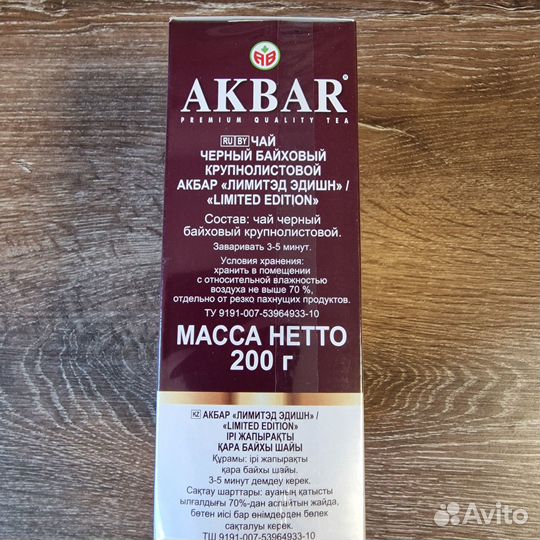 AB
AKBAR®
PREMIUM QUALITY TEA
RU BY ЧАЙ
ЧЕРНЫЙ БАЙХОВЫЙ
КРУПНОЛИСТОВОЙ
АКБАР «ЛИМИТЭД ЭДИШН» /
«LIMITED EDITION»
Состав: чай черный
байховый крупнолистовой.
Заваривать 3-5 минут.
Условия хранения:
хранить в помещении
с относительной влажностью
воздуха не выше 70 %,
отдельно от резко пахнущих продуктов.
ТУ 9191-007-53964933-10
МАССА НЕТТО
200 г
KZ АКБАР «ЛИМИТЭД ЭДИШН» /
«LIMITED EDITION»
ІРІ ЖАПЫРАҚТЫ
ҚАРА БАЙХЫ ШАЙЫ
Құрамы: ірі жапырақты
қара байхы шайы.
3-5 минут демдеу керек.
Сақтау шарттары: ауаның қатысты
ылғалдығы 70%-дан аспайтын жайда,
бөтен иісі бар өнімдерден бөлек
сақталуы керек.
ТШ 9191-007-53964933-10
Avito